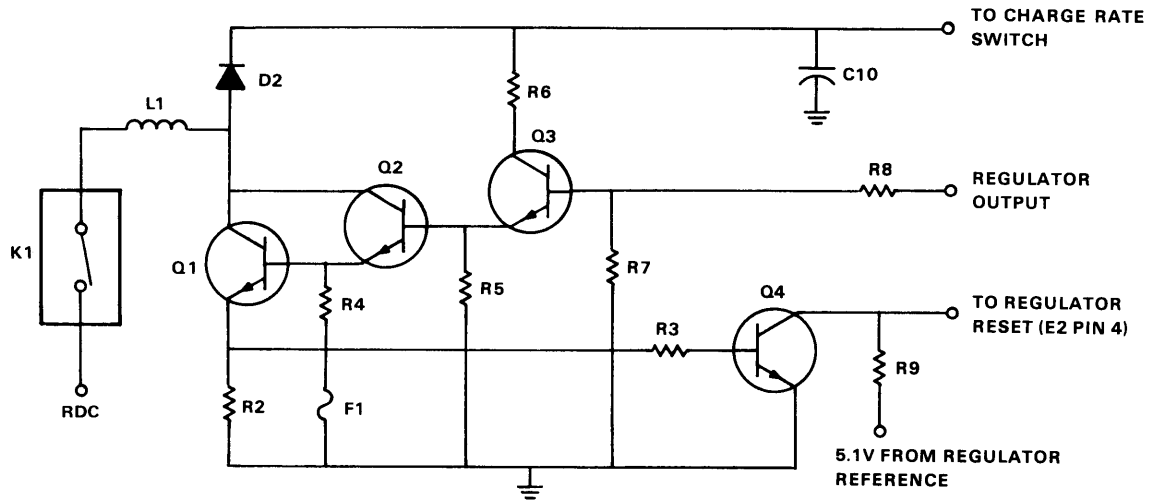 TO CHARGE RATE
SWITCH
D2
C10
R6
L1
Q3
Q2
R8
REGULATOR
OUTPUT
K1
Q1
R7
R4
R5
Q4
TO REGULATOR
RESET (E2 PIN 4)
R3
R9
R2
F1
RDC
5.1V FROM REGULATOR
REFERENCE